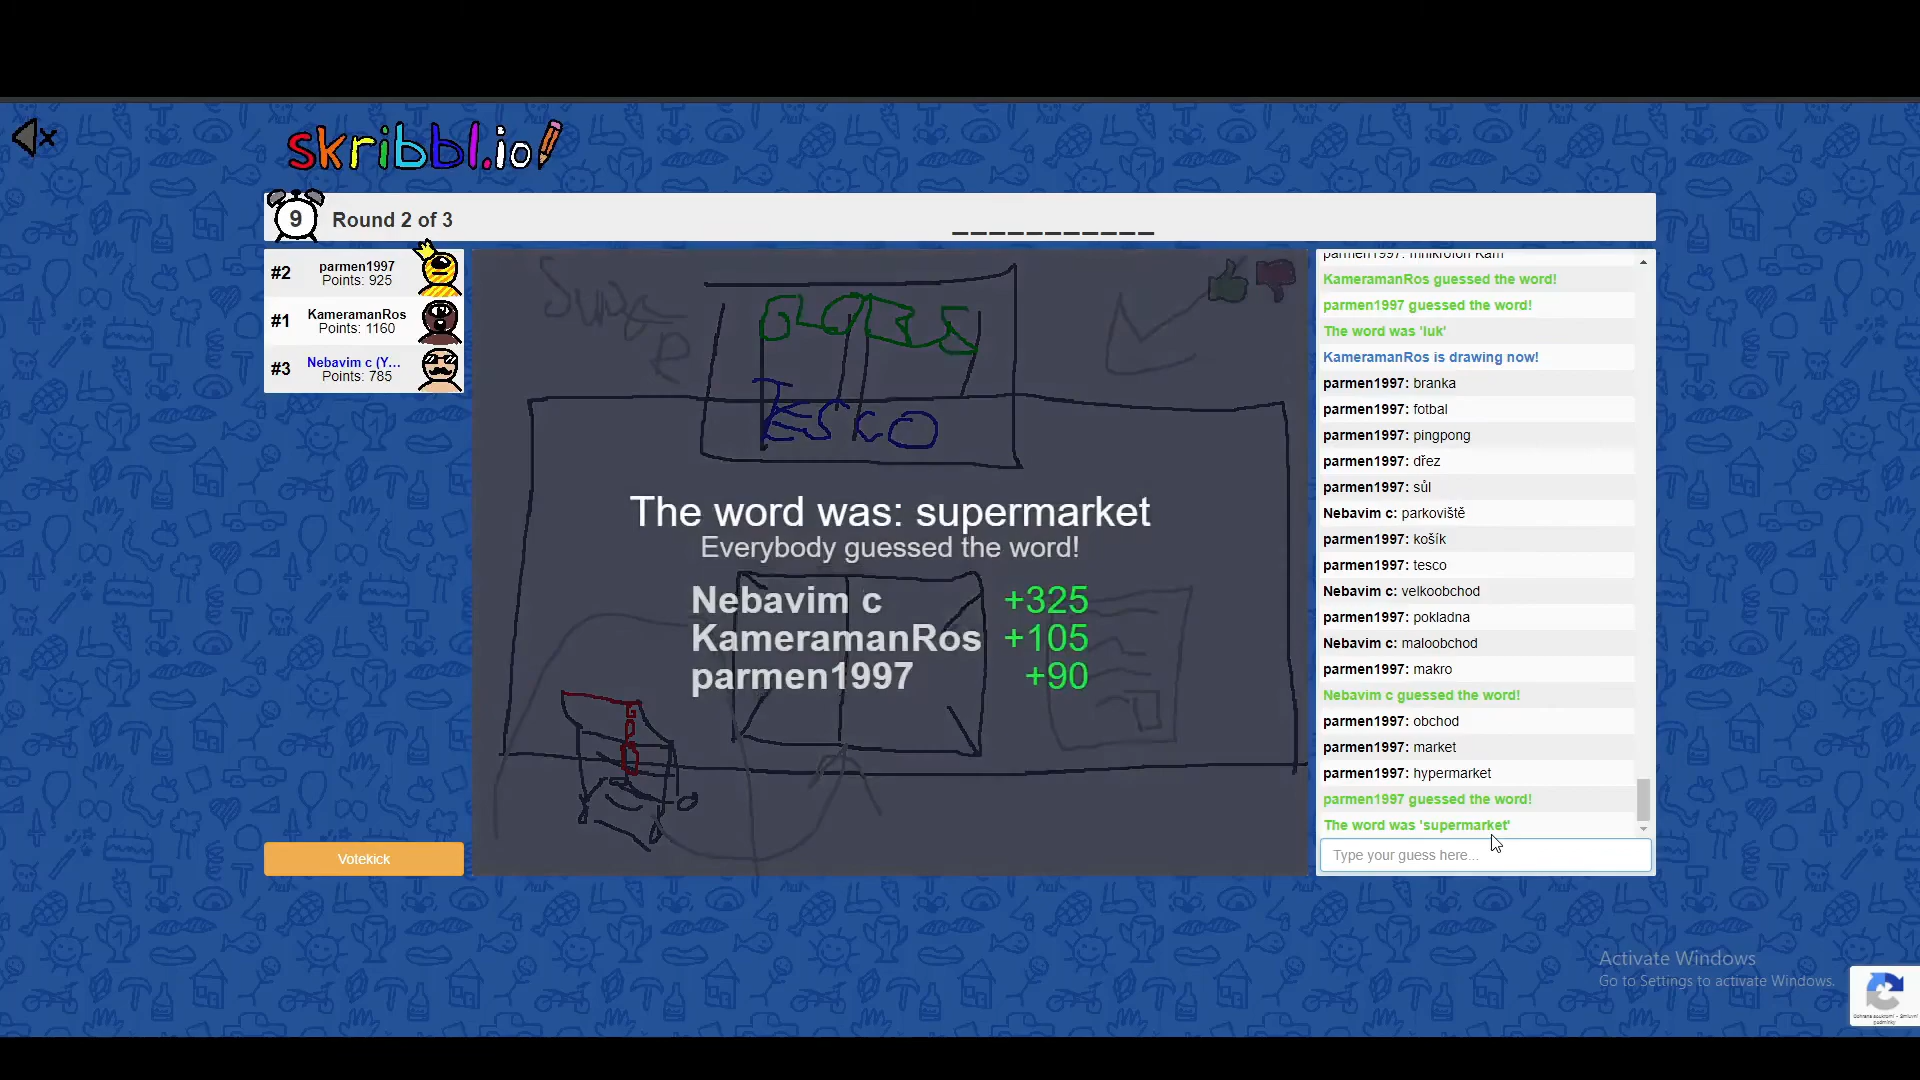 skribbl.io
9
Round 2 of 3
___________
#2
parmen1997
Points: 925
#1
KameramanRos
Points: 1160
#3
Nebavim c (Y...
Points: 785
Votekick
GLOBUS
TESCO
The word was: supermarket
Everybody guessed the word!
Nebavim c +325
KameramanRos +105
parmen1997 +90
KameramanRos guessed the word!
parmen1997 guessed the word!
The word was 'luk'
KameramanRos is drawing now!
parmen1997: branka
parmen1997: fotbal
parmen1997: pingpong
parmen1997: dřez
parmen1997: sůl
Nebavim c: parkoviště
parmen1997: košík
parmen1997: tesco
Nebavim c: velkoobchod
parmen1997: pokladna
Nebavim c: maloobchod
parmen1997: makro
Nebavim c guessed the word!
parmen1997: obchod
parmen1997: market
parmen1997: hypermarket
parmen1997 guessed the word!
The word was 'supermarket'
Type your guess here...
Activate Windows
Go to Settings to activate Windows.